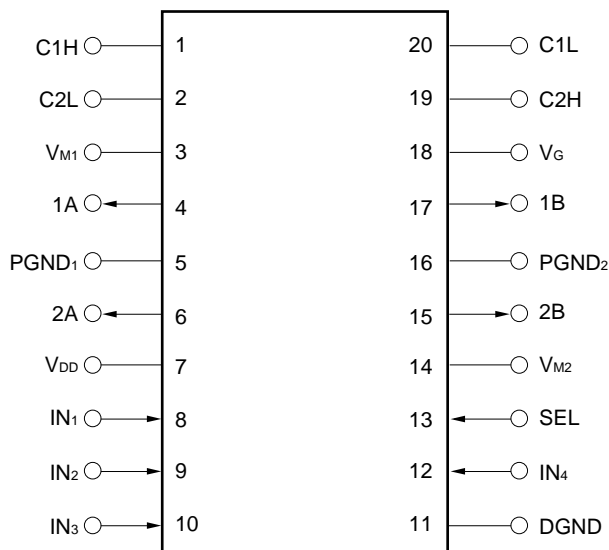 C1H 1 20 C1L
C2L 2 19 C2H
VM1 3 18 VG
1A 4 17 1B
PGND1 5 16 PGND2
2A 6 15 2B
VDD 7 14 VM2
IN1 8 13 SEL
IN2 9 12 IN4
IN3 10 11 DGND